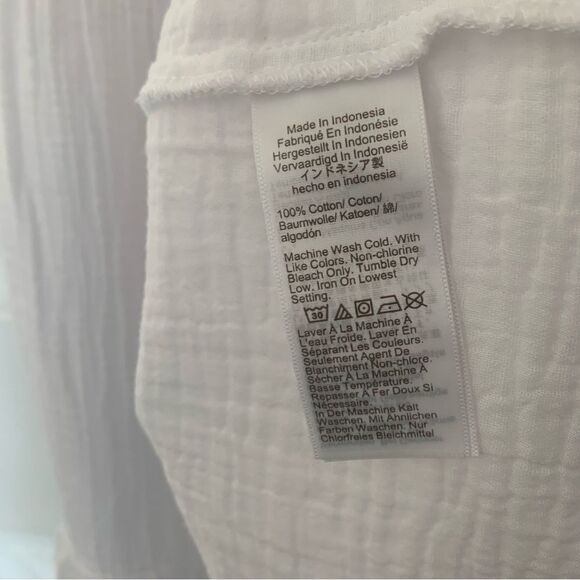 Made In Indonesia
Fabriqué En Indonésie
Hergestellt In Indonesien
Vervaardigd In Indonesië
インドネシア製
hecho en indonesia
100% Cotton/ Coton/
Baumwolle/ Katoen/ 綿/
algodón
Machine Wash Cold. With
Like Colors. Non-chlorine
Bleach Only. Tumble Dry
Low. Iron On Lowest
Setting.
30
Laver À La Machine À
L'eau Froide. Laver En
Séparant Les Couleurs.
Seulement Agent De
Blanchiment Non-chlore.
Sécher À La Machine À
Basse Température.
Repasser À Fer Doux Si
Nécessaire.
In Der Maschine Kalt
Waschen. Mit Ähnlichen
Farben Waschen. Nur
Chlorfreies Bleichmittel